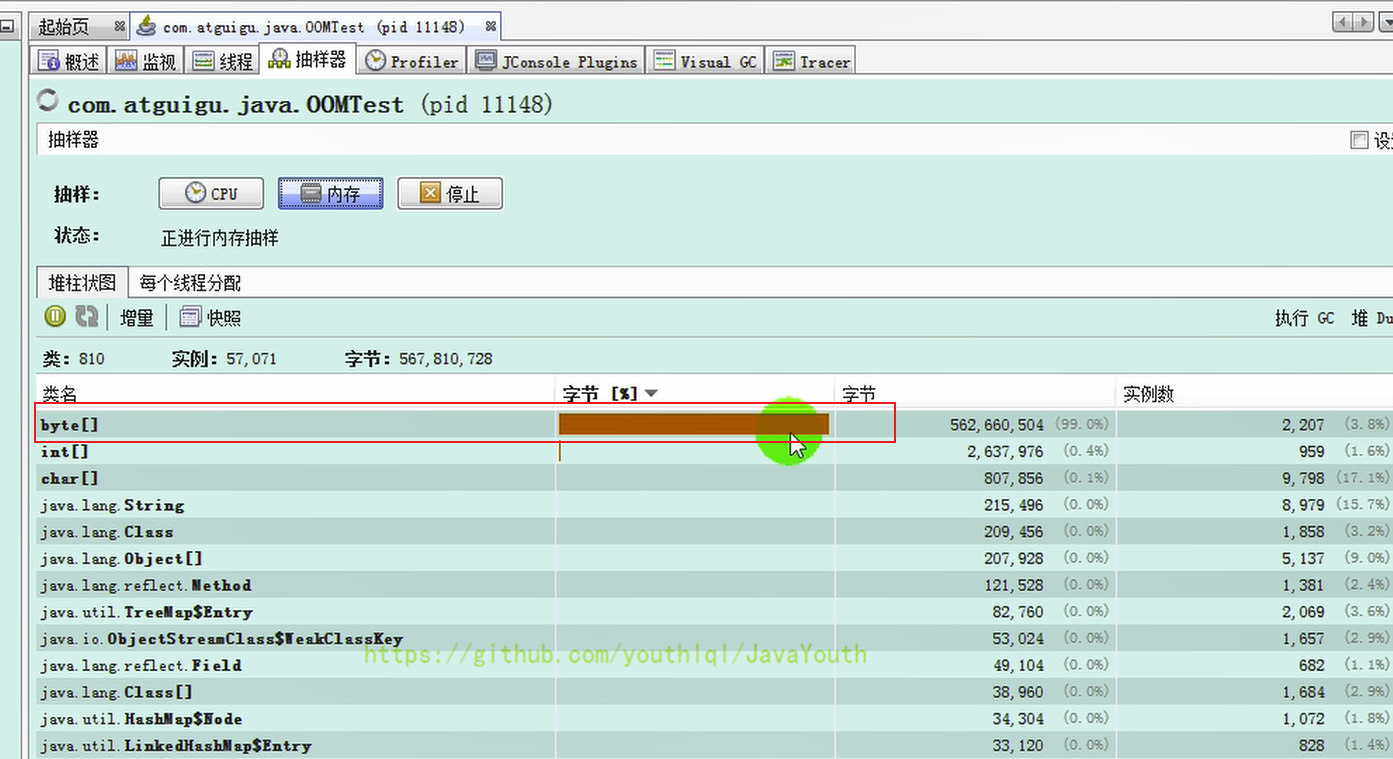 起始页 com.atguigu.java.OOMTest (pid 11148)
概述 监视 线程 抽样器 Profiler JConsole Plugins Visual GC Tracer
com.atguigu.java.OOMTest (pid 11148)
抽样器
抽样: CPU 内存 停止
状态: 正进行内存抽样
堆柱状图 每个线程分配
增量 快照 执行 GC 堆
类: 810 实例: 57,071 字节: 567,810,728
类名 字节 [%] 字节 实例数
byte[] 562,660,504 (99.0%) 2,207 (3.8%)
int[] 2,637,976 (0.4%) 959 (1.6%)
char[] 807,856 (0.1%) 9,798 (17.1%)
java.lang.String 215,496 (0.0%) 8,979 (15.7%)
java.lang.Class 209,456 (0.0%) 1,858 (3.2%)
java.lang.Object[] 207,928 (0.0%) 5,137 (9.0%)
java.lang.reflect.Method 121,528 (0.0%) 1,381 (2.4%)
java.util.TreeMap$Entry 82,760 (0.0%) 2,069 (3.6%)
java.io.ObjectStreamClass$WeakClassKey 53,024 (0.0%) 1,657 (2.9%)
https://github.com/youthlql/JavaYouth
java.lang.reflect.Field 49,104 (0.0%) 682 (1.1%)
java.lang.Class[] 38,960 (0.0%) 1,684 (2.9%)
java.util.HashMap$Node 34,304 (0.0%) 1,072 (1.8%)
java.util.LinkedHashMap$Entry 33,120 (0.0%) 828 (1.4%)